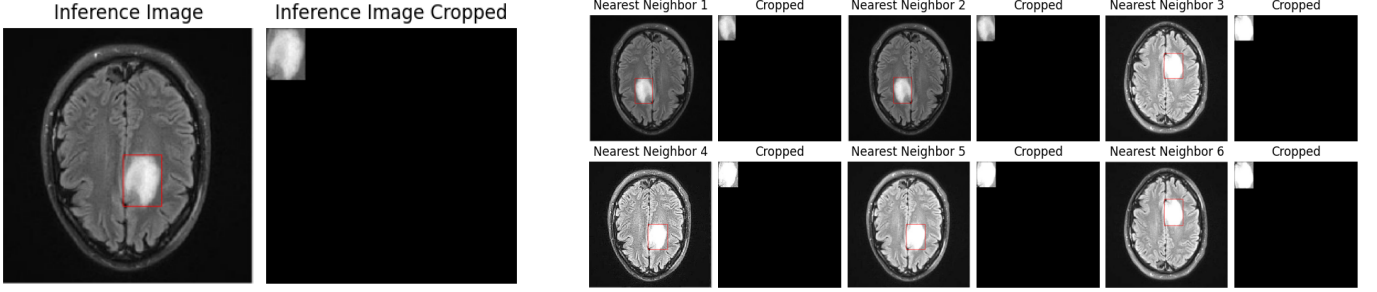 Inference Image
Inference Image Cropped
Nearest Neighbor 1
Cropped
Nearest Neighbor 2
Cropped
Nearest Neighbor 3
Cropped
Nearest Neighbor 4
Cropped
Nearest Neighbor 5
Cropped
Nearest Neighbor 6
Cropped